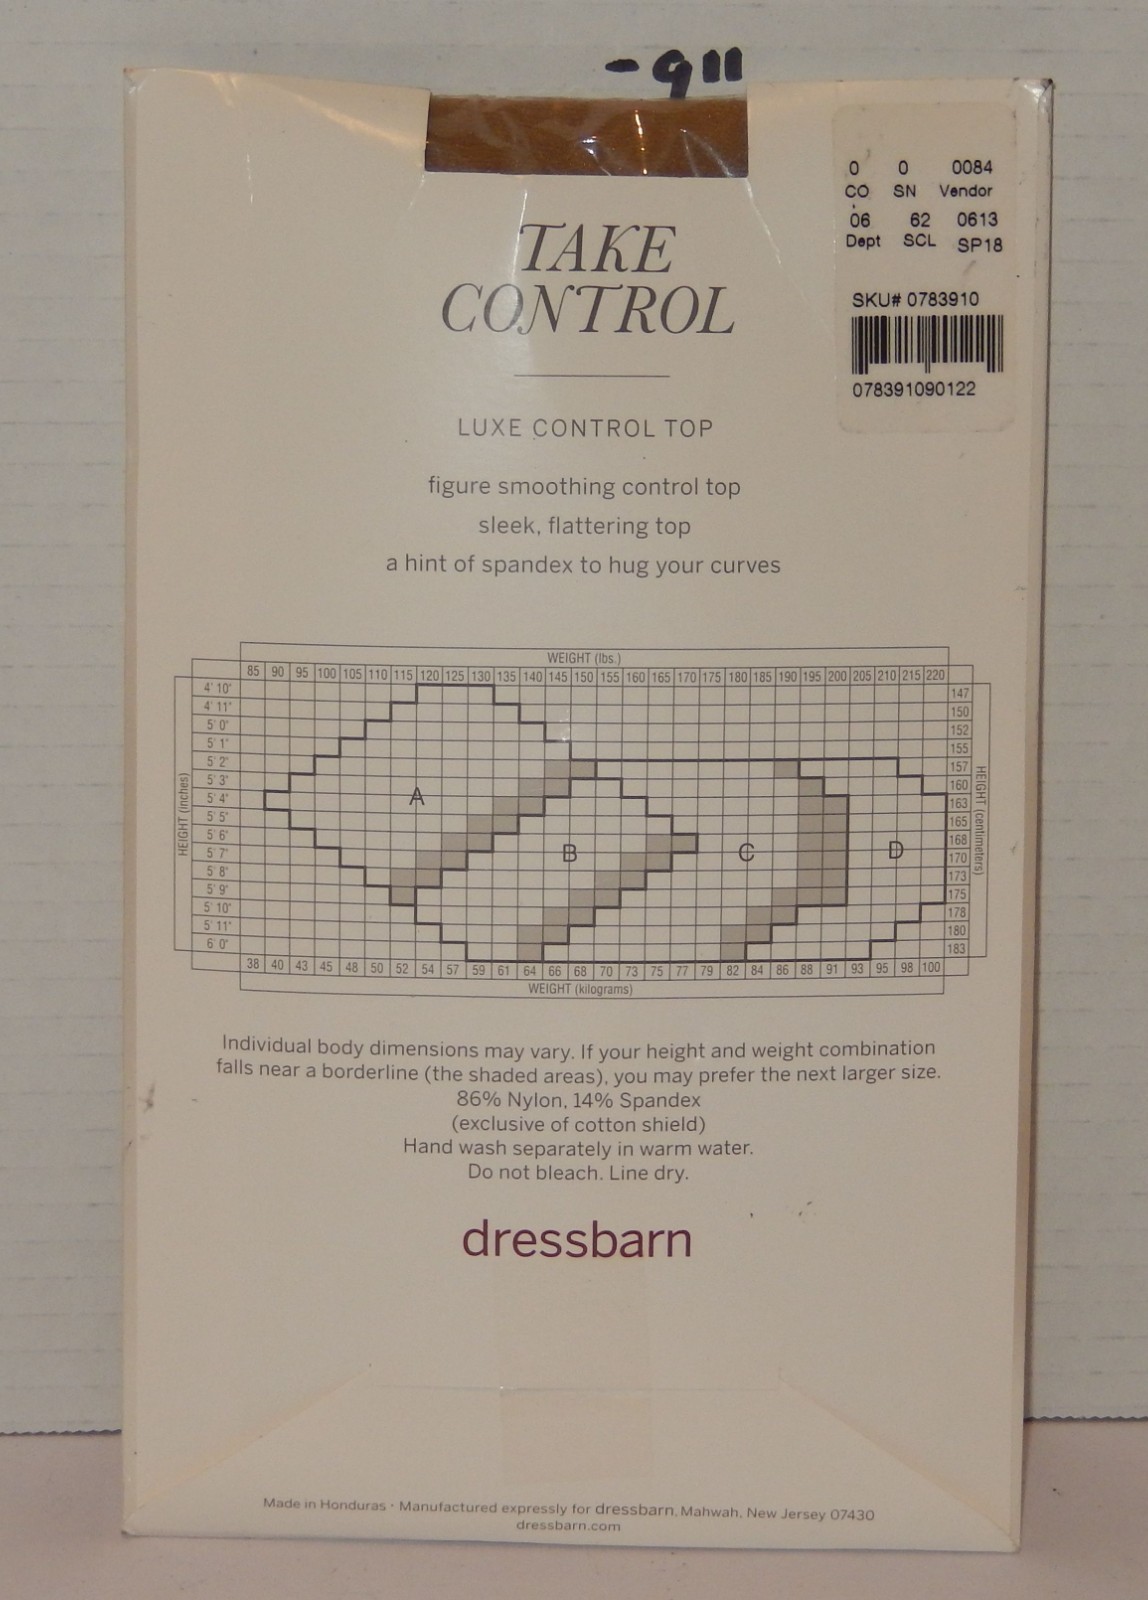 -911
0 0 0084
CO SN Vendor
06 62 0613
Dept SCL SP18
SKU# 0783910
078391090122
TAKE
CONTROL
LUXE CONTROL TOP
figure smoothing control top
sleek, flattering top
a hint of spandex to hug your curves
WEIGHT (lbs.)
85 90 95 100 105 110 115 120 125 130 135 140 145 150 155 160 165 170 175 180 185 190 195 200 205 210 215 220
HEIGHT (inches)
4' 10" 147
4' 11" 150
5' 0" 152
5' 1" 155
5' 2" 157
5' 3" 160
5' 4" 163
5' 5" 165
5' 6" 168
5' 7" 170
5' 8" 173
5' 9" 175
5' 10" 178
5' 11" 180
6' 0" 183
A
B
C
D
HEIGHT (centimeters)
38 40 43 45 48 50 52 54 57 59 61 64 66 68 70 73 75 77 79 82 84 86 88 91 93 95 98 100
WEIGHT (kilograms)
Individual body dimensions may vary. If your height and weight combination
falls near a borderline (the shaded areas), you may prefer the next larger size.
86% Nylon, 14% Spandex
(exclusive of cotton shield)
Hand wash separately in warm water.
Do not bleach. Line dry.
dressbarn
Made in Honduras • Manufactured expressly for dressbarn, Mahwah, New Jersey 07430
dressbarn.com